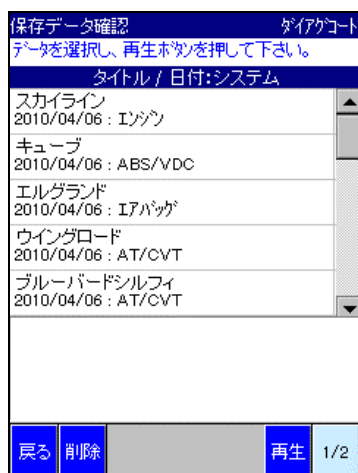 保存データ確認 ダイアグコート
データを選択し、再生ボタンを押して下さい。
タイトル / 日付:システム
スカイライン
2010/04/06 : エンジン
キューブ
2010/04/06 : ABS/VDC
エルグランド
2010/04/06 : エアバッグ
ウイングロード
2010/04/06 : AT/CVT
ブルーバードシルフィ
2010/04/06 : AT/CVT
戻る 削除 再生 1/2